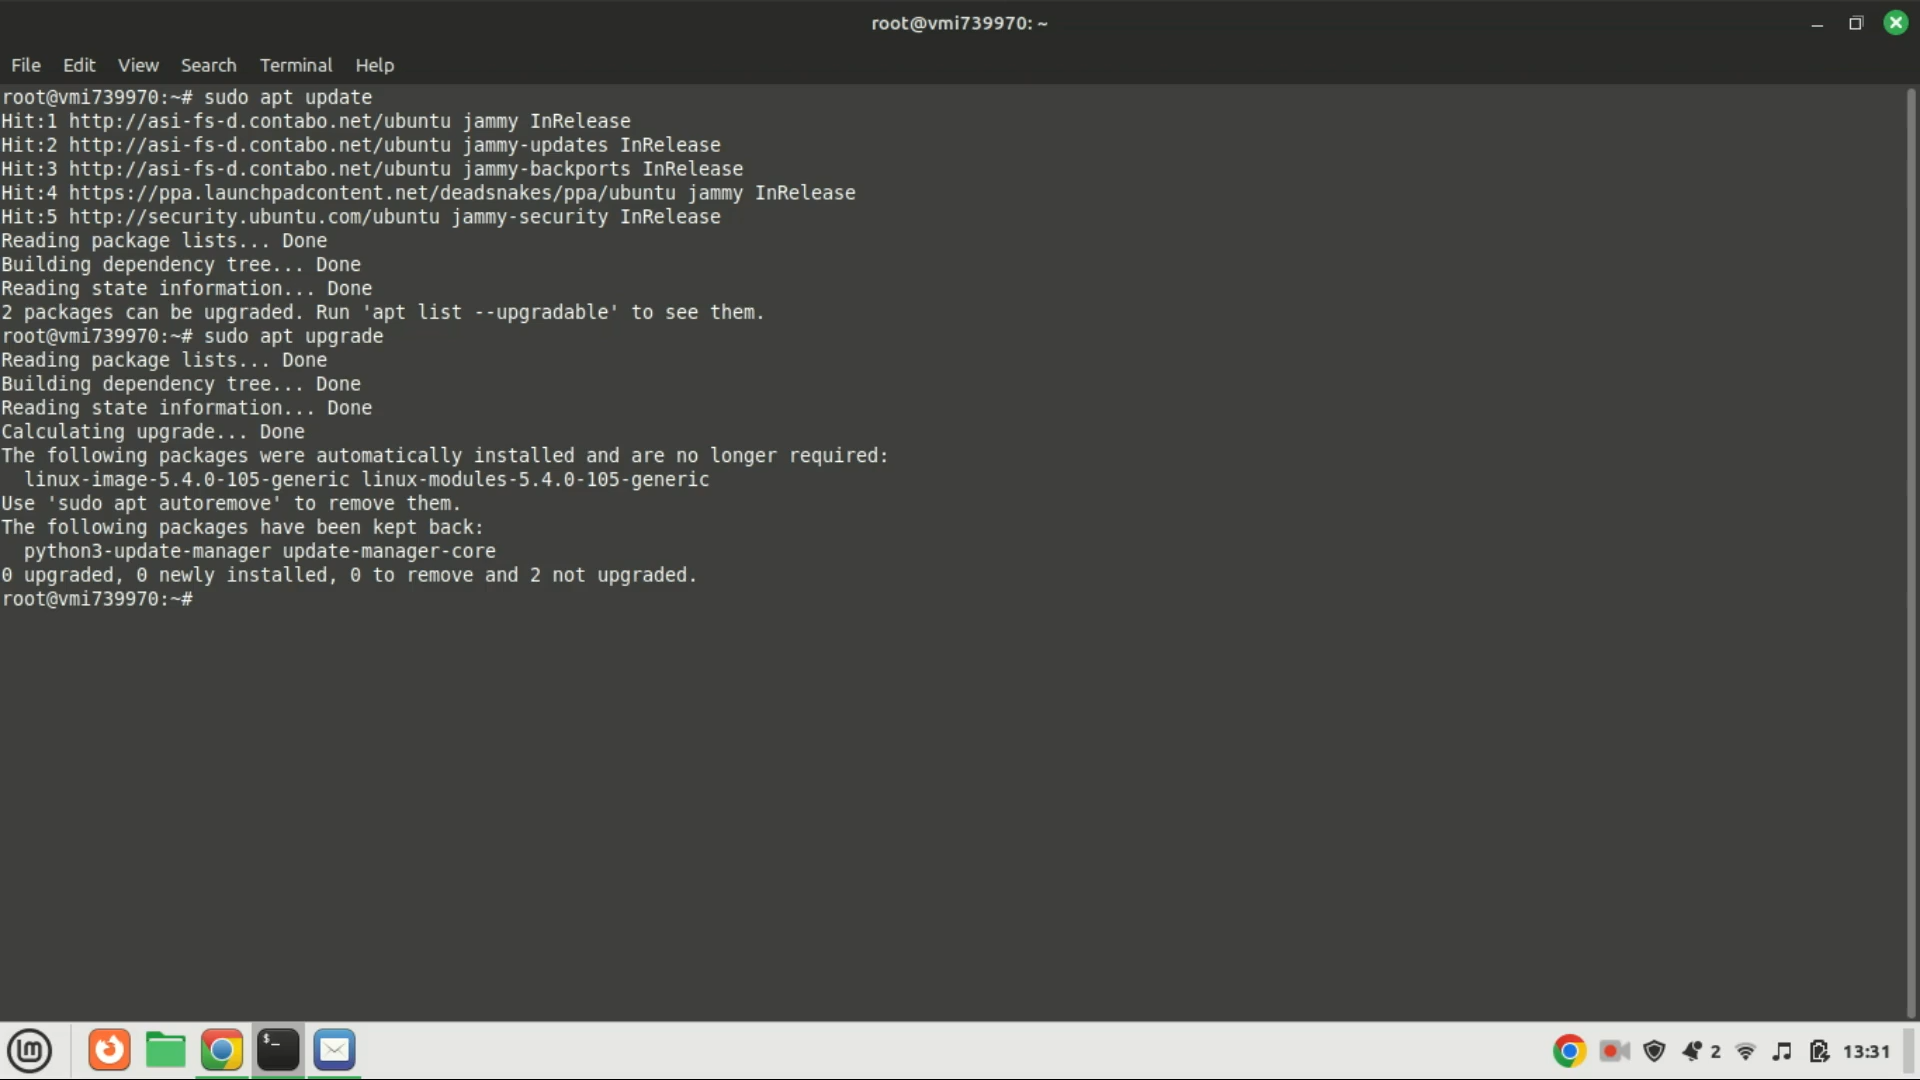 root@vmi739970: ~
File Edit View Search Terminal Help
root@vmi739970:~# sudo apt update
Hit:1 http://asi-fs-d.contabo.net/ubuntu jammy InRelease
Hit:2 http://asi-fs-d.contabo.net/ubuntu jammy-updates InRelease
Hit:3 http://asi-fs-d.contabo.net/ubuntu jammy-backports InRelease
Hit:4 https://ppa.launchpadcontent.net/deadsnakes/ppa/ubuntu jammy InRelease
Hit:5 http://security.ubuntu.com/ubuntu jammy-security InRelease
Reading package lists... Done
Building dependency tree... Done
Reading state information... Done
2 packages can be upgraded. Run 'apt list --upgradable' to see them.
root@vmi739970:~# sudo apt upgrade
Reading package lists... Done
Building dependency tree... Done
Reading state information... Done
Calculating upgrade... Done
The following packages were automatically installed and are no longer required:
  linux-image-5.4.0-105-generic linux-modules-5.4.0-105-generic
Use 'sudo apt autoremove' to remove them.
The following packages have been kept back:
  python3-update-manager update-manager-core
0 upgraded, 0 newly installed, 0 to remove and 2 not upgraded.
root@vmi739970:~#
$_
2 13:31